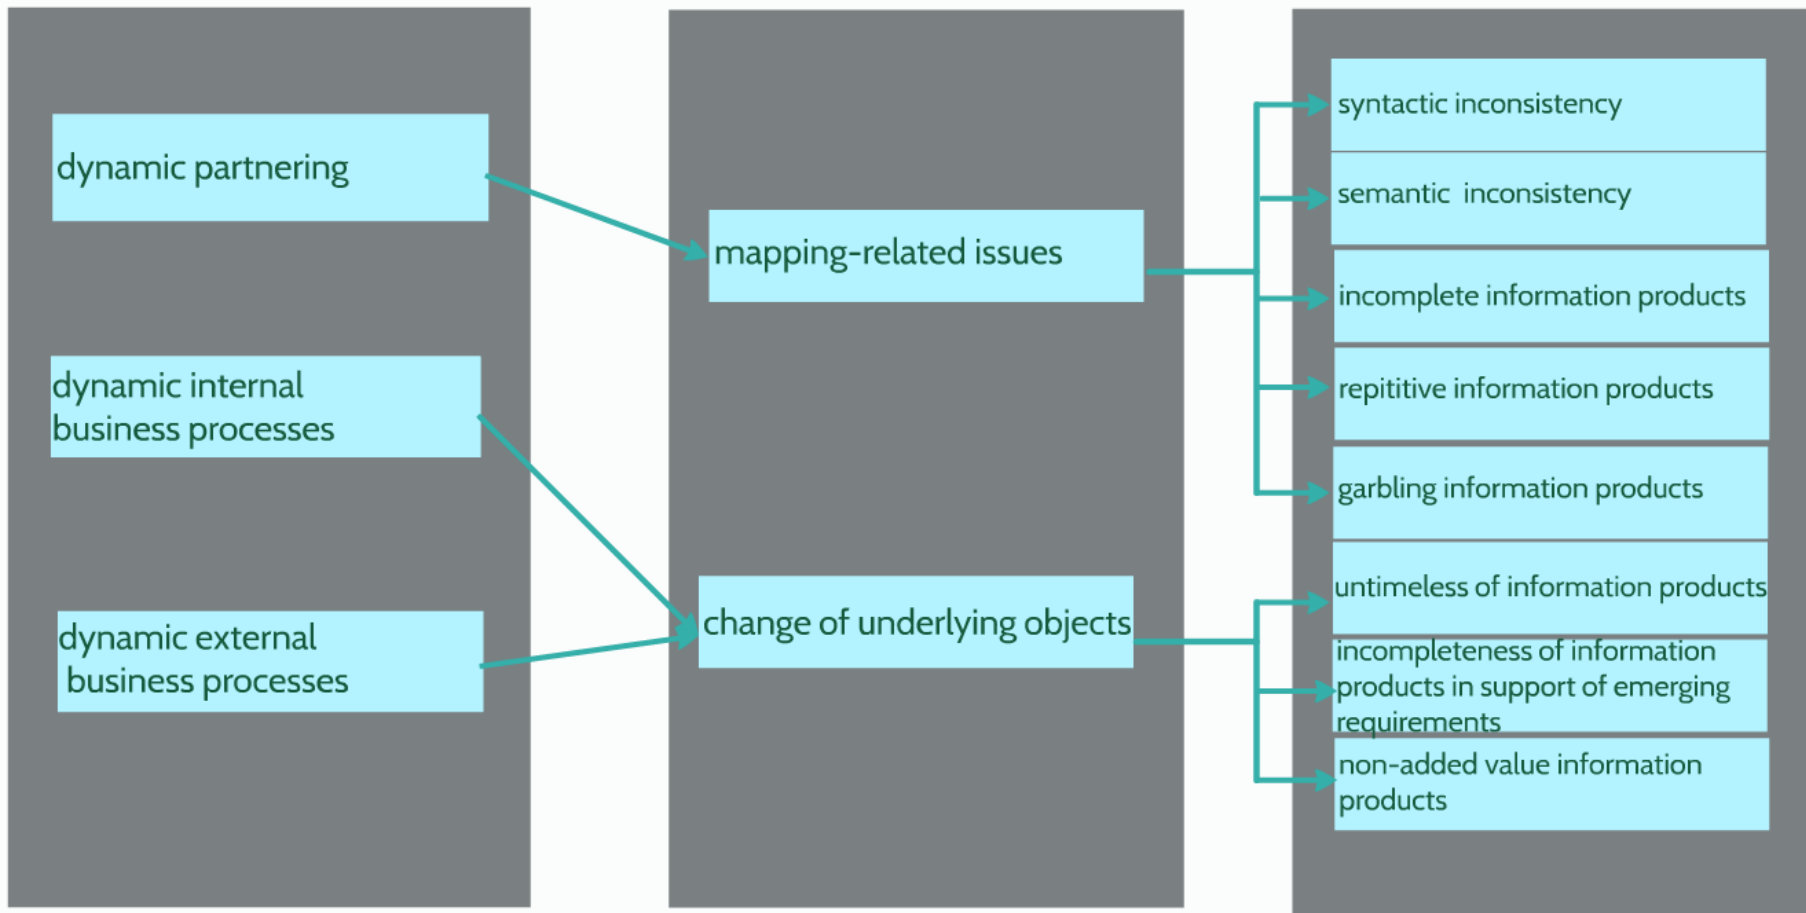 dynamic partnering
dynamic internal
business processes
dynamic external
business processes
mapping-related issues
change of underlying objects
syntactic inconsistency
semantic  inconsistency
incomplete information products
repititive information products
garbling information products
untimeless of information products
incompleteness of information
products in support of emerging
requirements
non-added value information
products